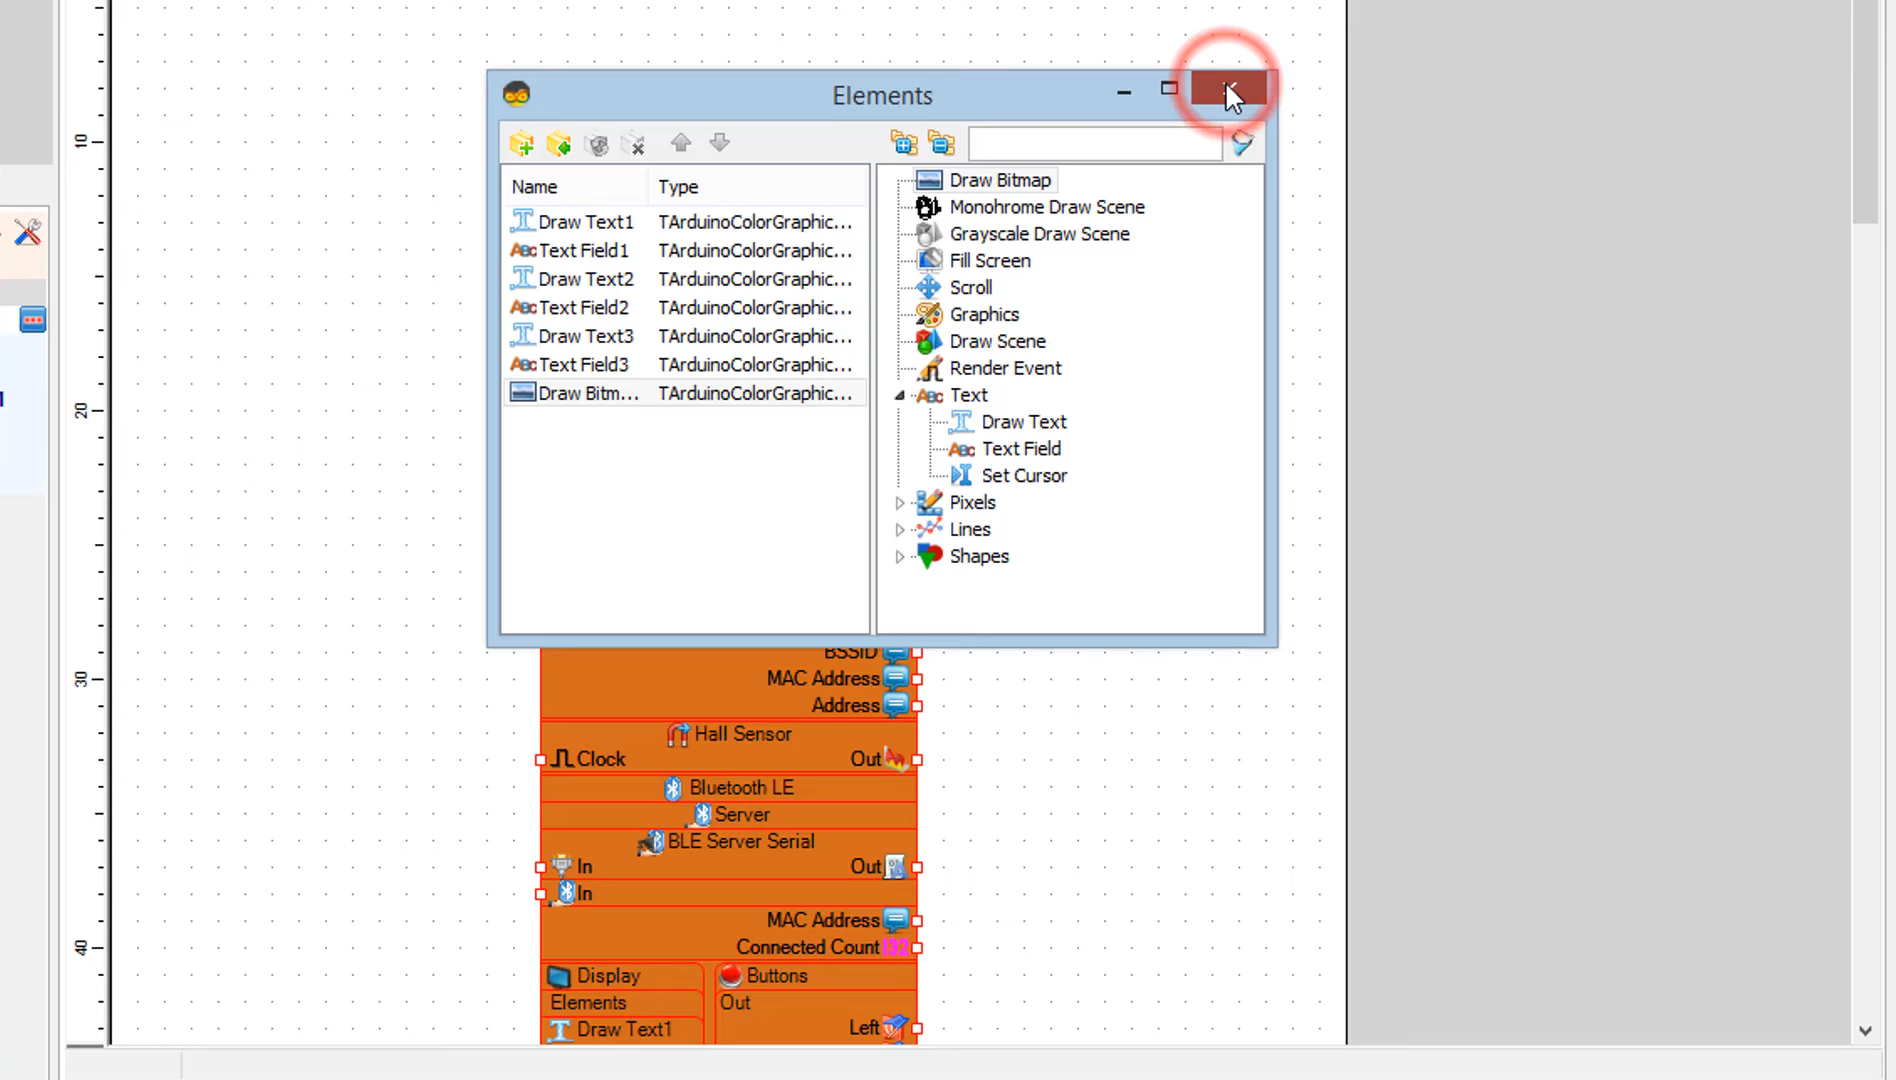 Elements
Name Type
Draw Text1 TArduinoColorGraphic...
Text Field1 TArduinoColorGraphic...
Draw Text2 TArduinoColorGraphic...
Text Field2 TArduinoColorGraphic...
Draw Text3 TArduinoColorGraphic...
Text Field3 TArduinoColorGraphic...
Draw Bitm... TArduinoColorGraphic...
Draw Bitmap
Monochrome Draw Scene
Grayscale Draw Scene
Fill Screen
Scroll
Graphics
Draw Scene
Render Event
Text
Draw Text
Text Field
Set Cursor
Pixels
Lines
Shapes
10
20
30
40
BSSID
MAC Address
Address
Hall Sensor
Clock Out
Bluetooth LE
Server
BLE Server Serial
In Out
In
MAC Address
Connected Count I32
Display Buttons
Elements Out
Draw Text1
Left